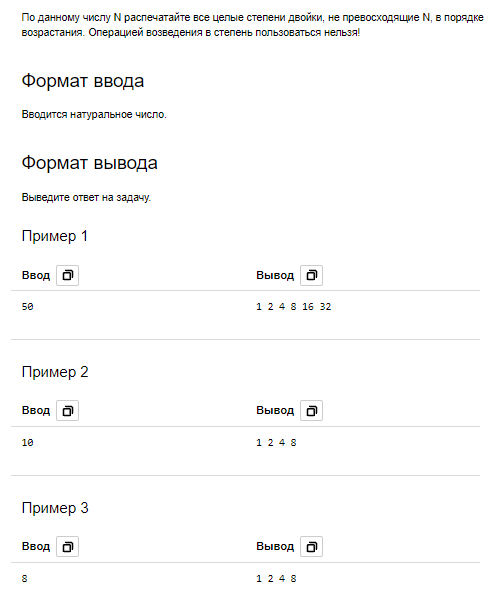 По данному числу N распечатайте все целые степени двойки, не превосходящие N, в порядке
возрастания. Операцией возведения в степень пользоваться нельзя!
Формат ввода
Вводится натуральное число.
Формат вывода
Выведите ответ на задачу.
Пример 1
Ввод Вывод
50 1 2 4 8 16 32
Пример 2
Ввод Вывод
10 1 2 4 8
Пример 3
Ввод Вывод
8 1 2 4 8